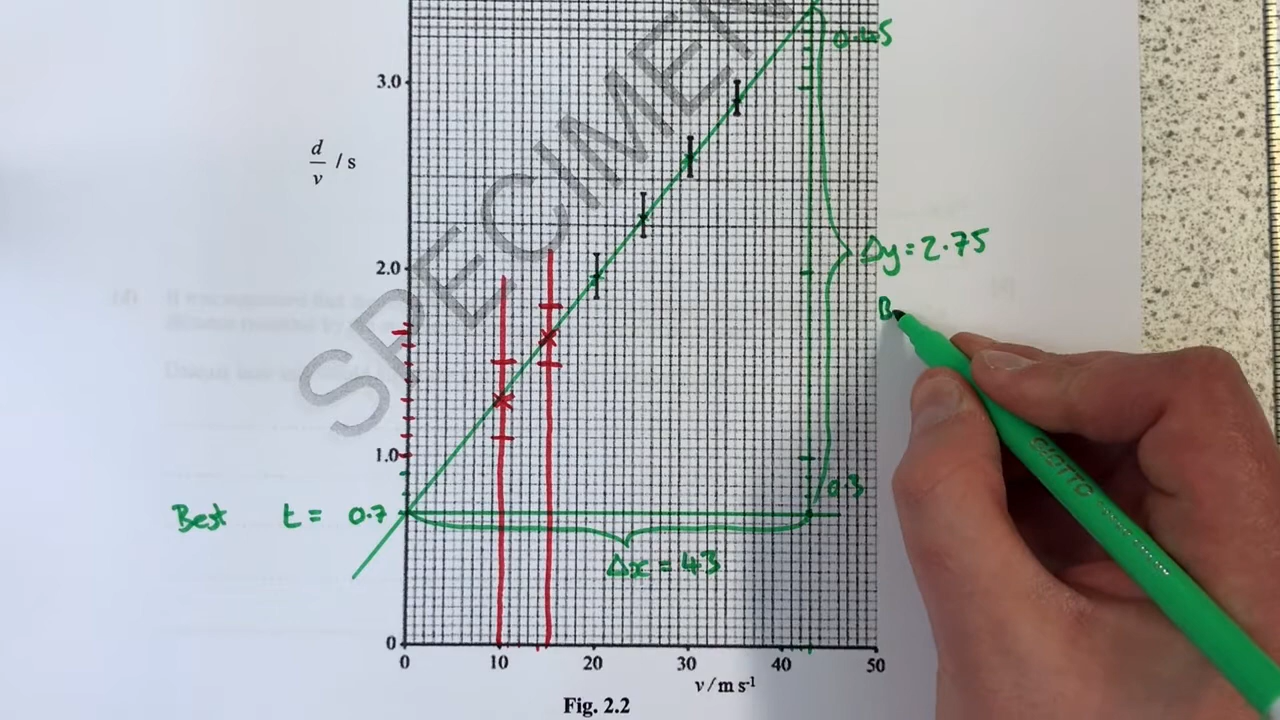 SPECIMEN
0.45
3.0
d
v
/ s
Δy = 2.75
2.0
B
1.0
0.3
Best t = 0.7
Δx = 43
0
0 10 20 30 40 50
v/m s-1
Fig. 2.2
GIOTTO